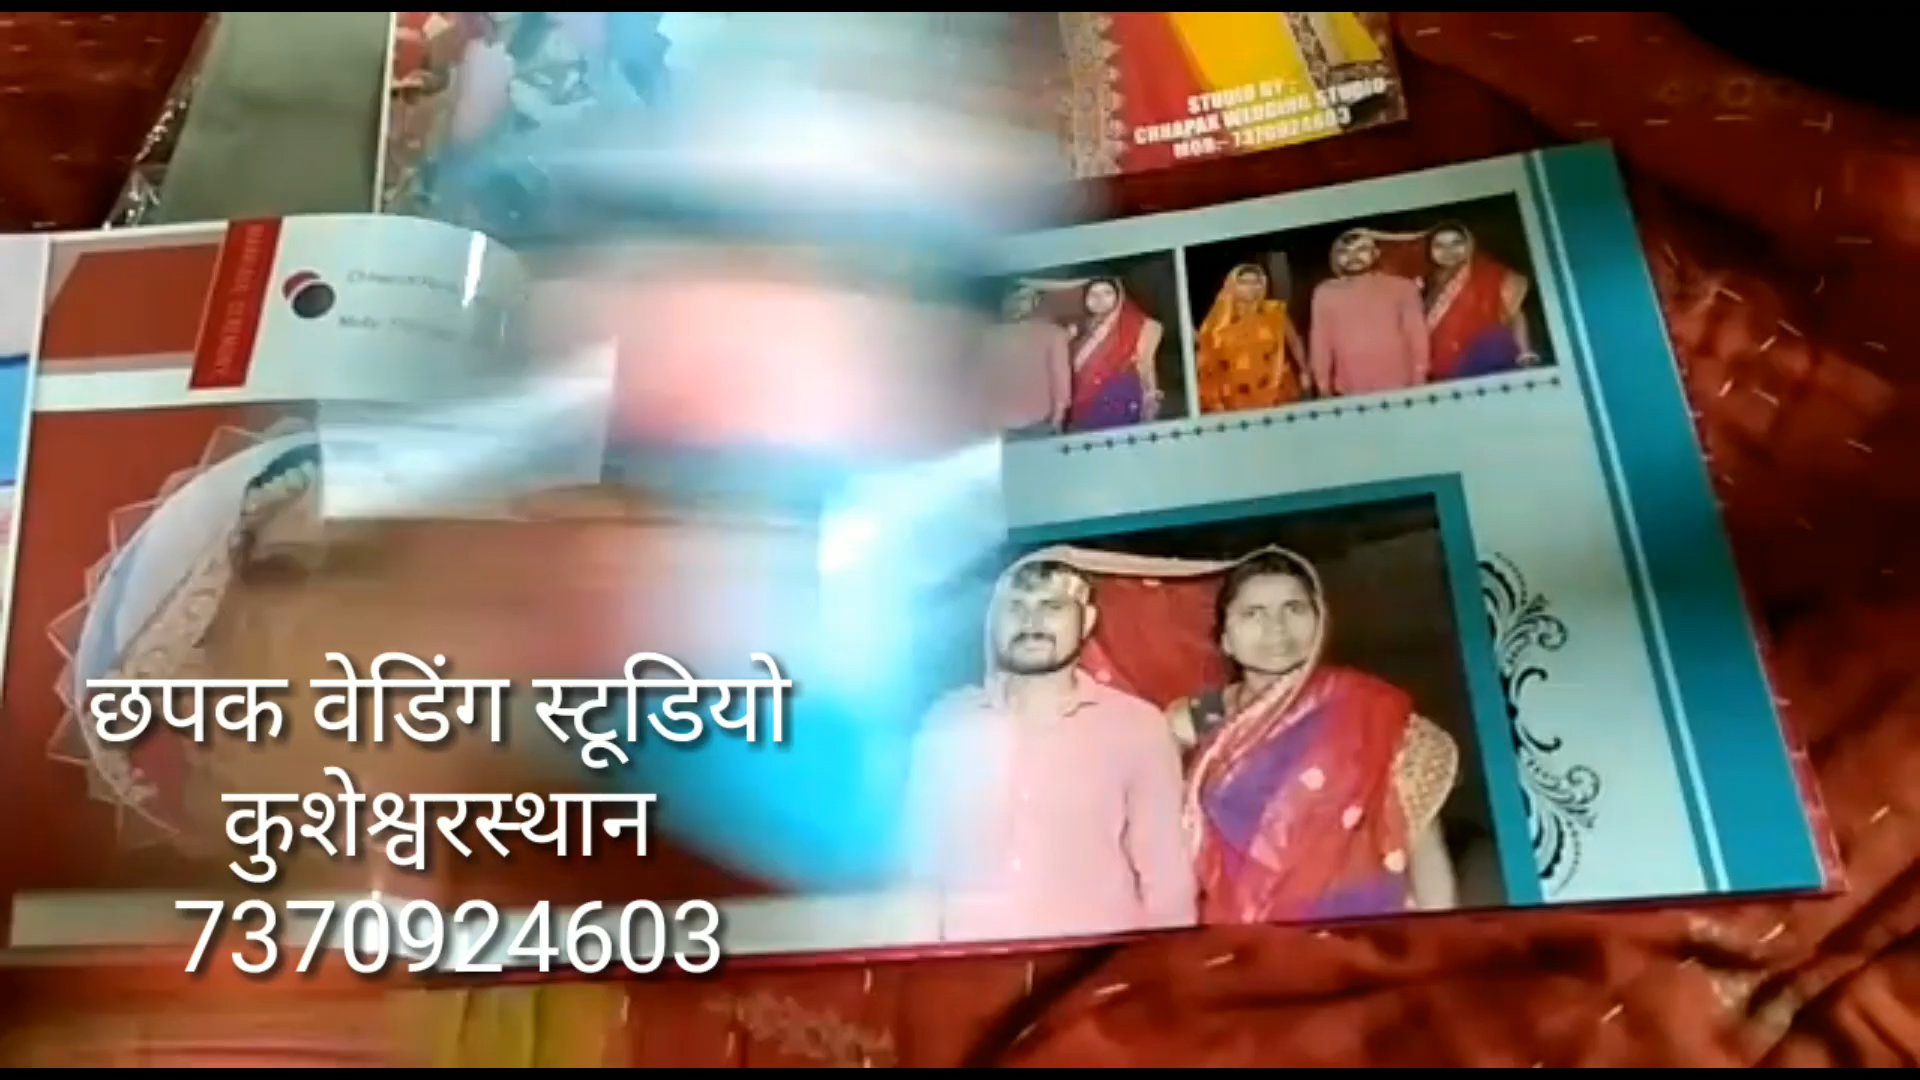 STUDIO BY :
CHHAPAK WEDDING STUDIO
MOB:- 7370924603
छपक वेडिंग स्टूडियो
कुशेश्वरस्थान
7370924603